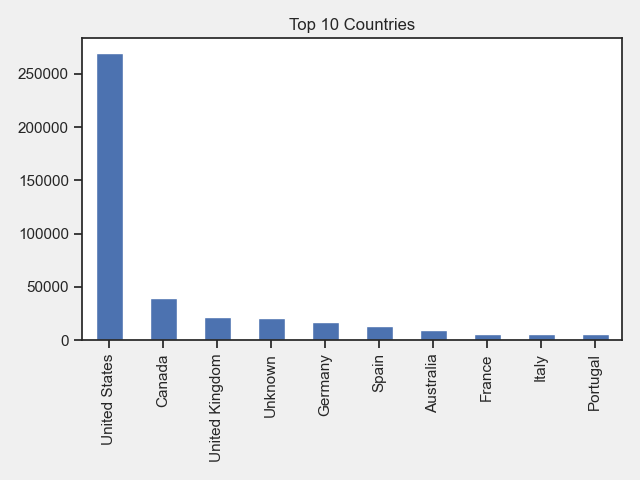 Top 10 Countries
250000
200000
150000
100000
50000
0
United States
Canada
United Kingdom
Unknown
Germany
Spain
Australia
France
Italy
Portugal